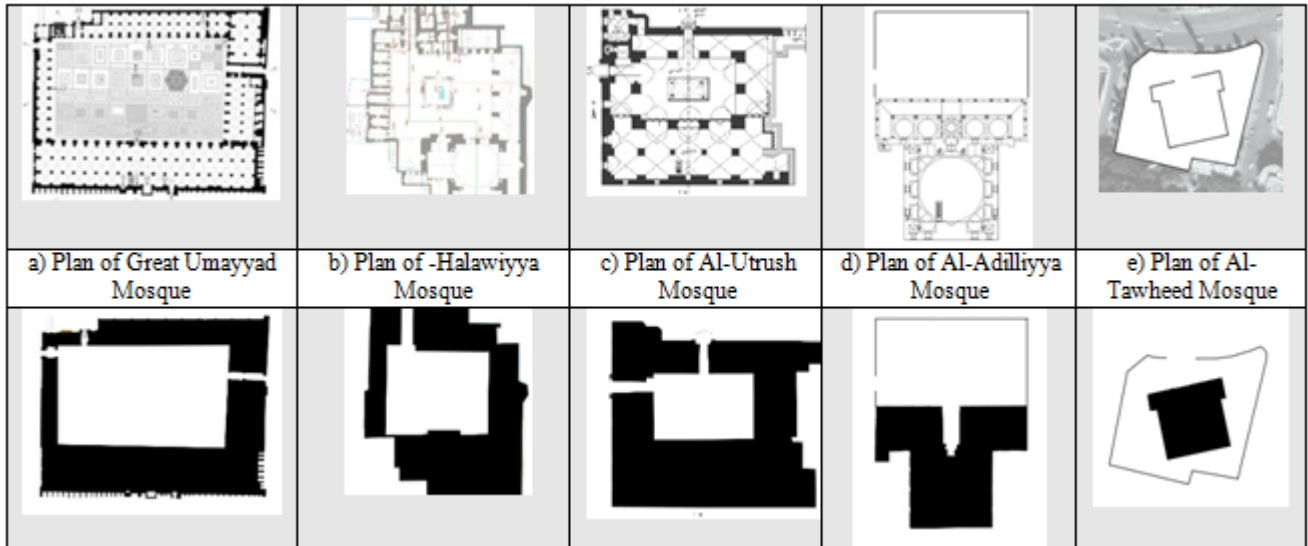 a) Plan of Great Umayyad
Mosque
b) Plan of -Halawiyya
Mosque
c) Plan of Al-Utrush
Mosque
d) Plan of Al-Adilliyya
Mosque
e) Plan of Al-
Tawheed Mosque